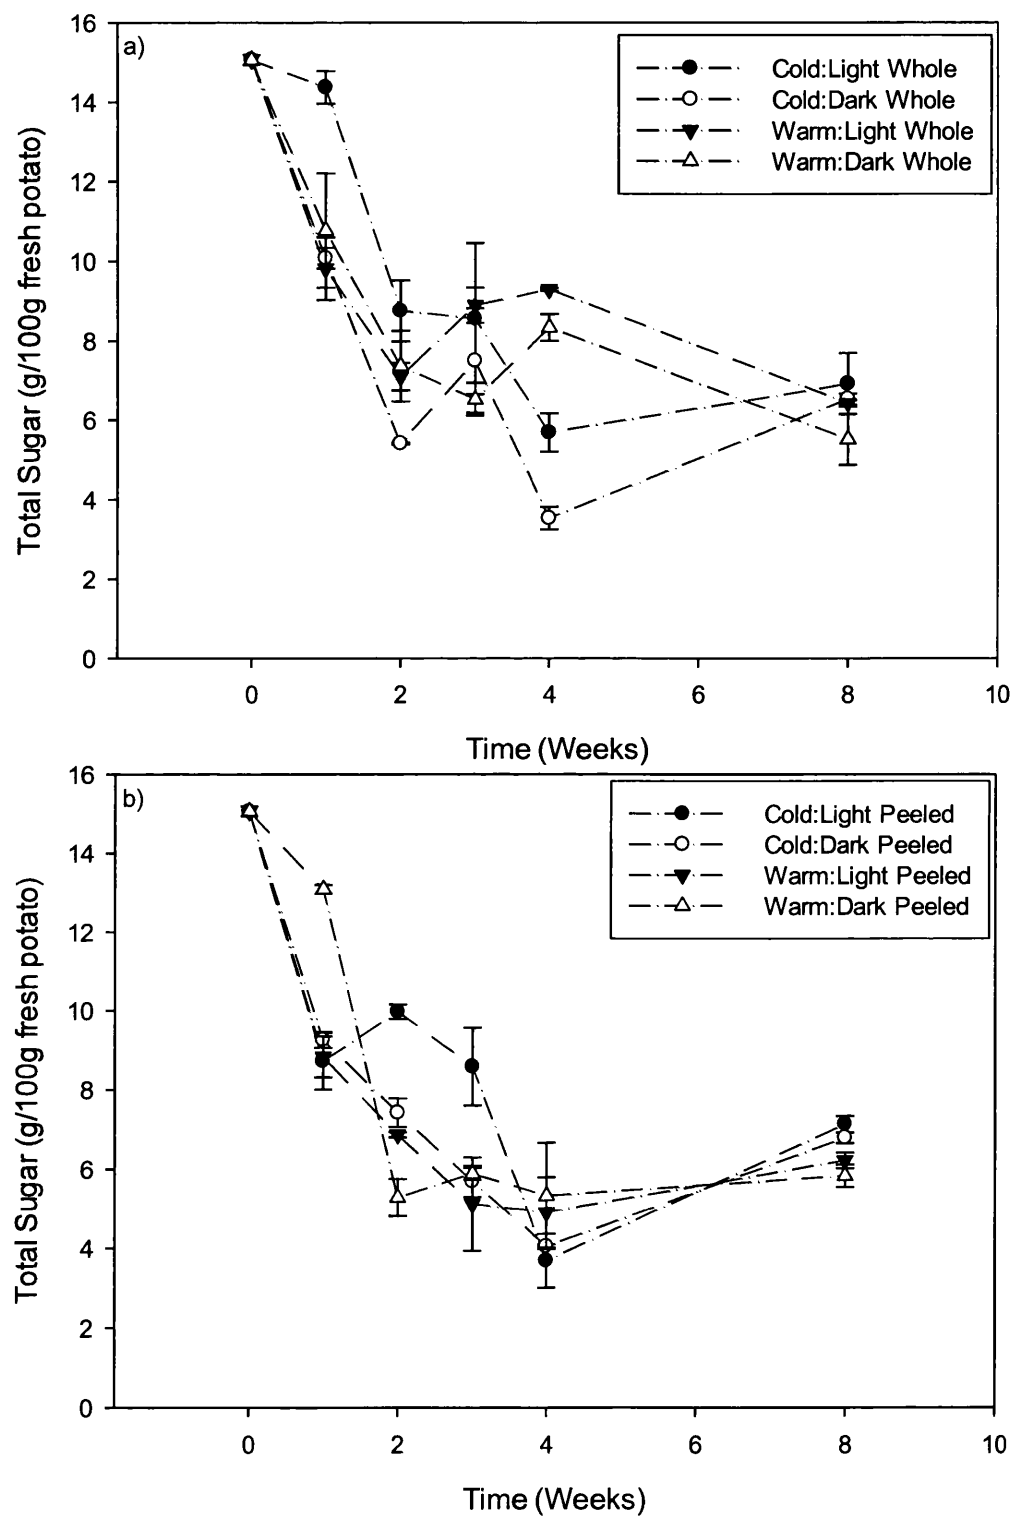 16
a)
Cold:Light Whole
14
Cold:Dark Whole
Warm:Light Whole
Warm:Dark Whole
12
10
8
6
4
2
0
Total Sugar (g/100g fresh potato)
0 2 4 6 8 10
Time (Weeks)
16
b)
Cold:Light Peeled
14
Cold:Dark Peeled
Warm:Light Peeled
Warm:Dark Peeled
12
10
8
6
4
2
0
Total Sugar (g/100g fresh potato)
0 2 4 6 8 10
Time (Weeks)